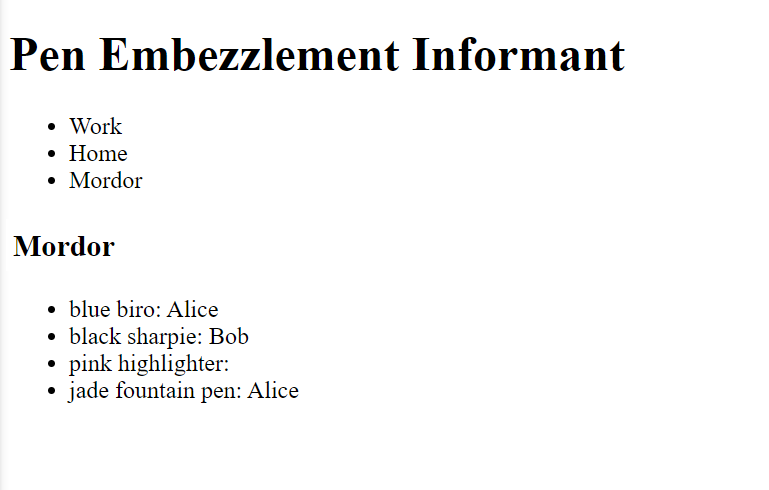 Pen Embezzlement Informant
Work
Home
Mordor
Mordor
blue biro: Alice
black sharpie: Bob
pink highlighter:
jade fountain pen: Alice